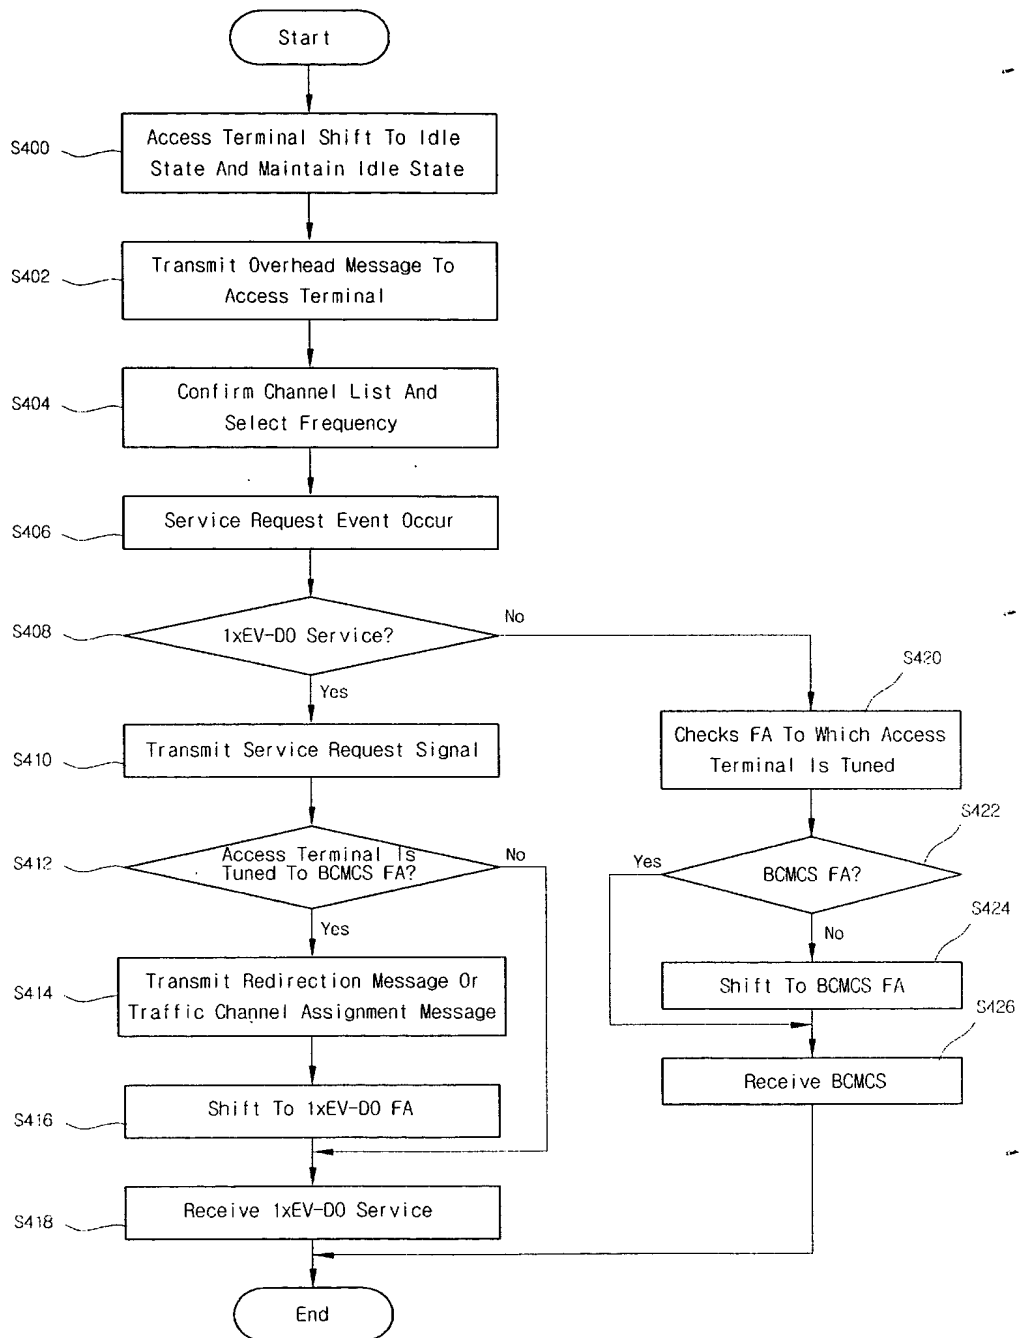 Start
S400
Access Terminal Shift To Idle
State And Maintain Idle State
S402
Transmit Overhead Message To
Access Terminal
S404
Confirm Channel List And
Select Frequency
S406
Service Request Event Occur
S408
1xEV-DO Service?
No
Yes
S410
Transmit Service Request Signal
S412
Access Terminal Is
Tuned To BCMCS FA?
No
Yes
S414
Transmit Redirection Message Or
Traffic Channel Assignment Message
S416
Shift To 1xEV-DO FA
S418
Receive 1xEV-DO Service
S420
Checks FA To Which Access
Terminal Is Tuned
S422
BCMCS FA?
Yes
No
S424
Shift To BCMCS FA
S426
Receive BCMCS
End